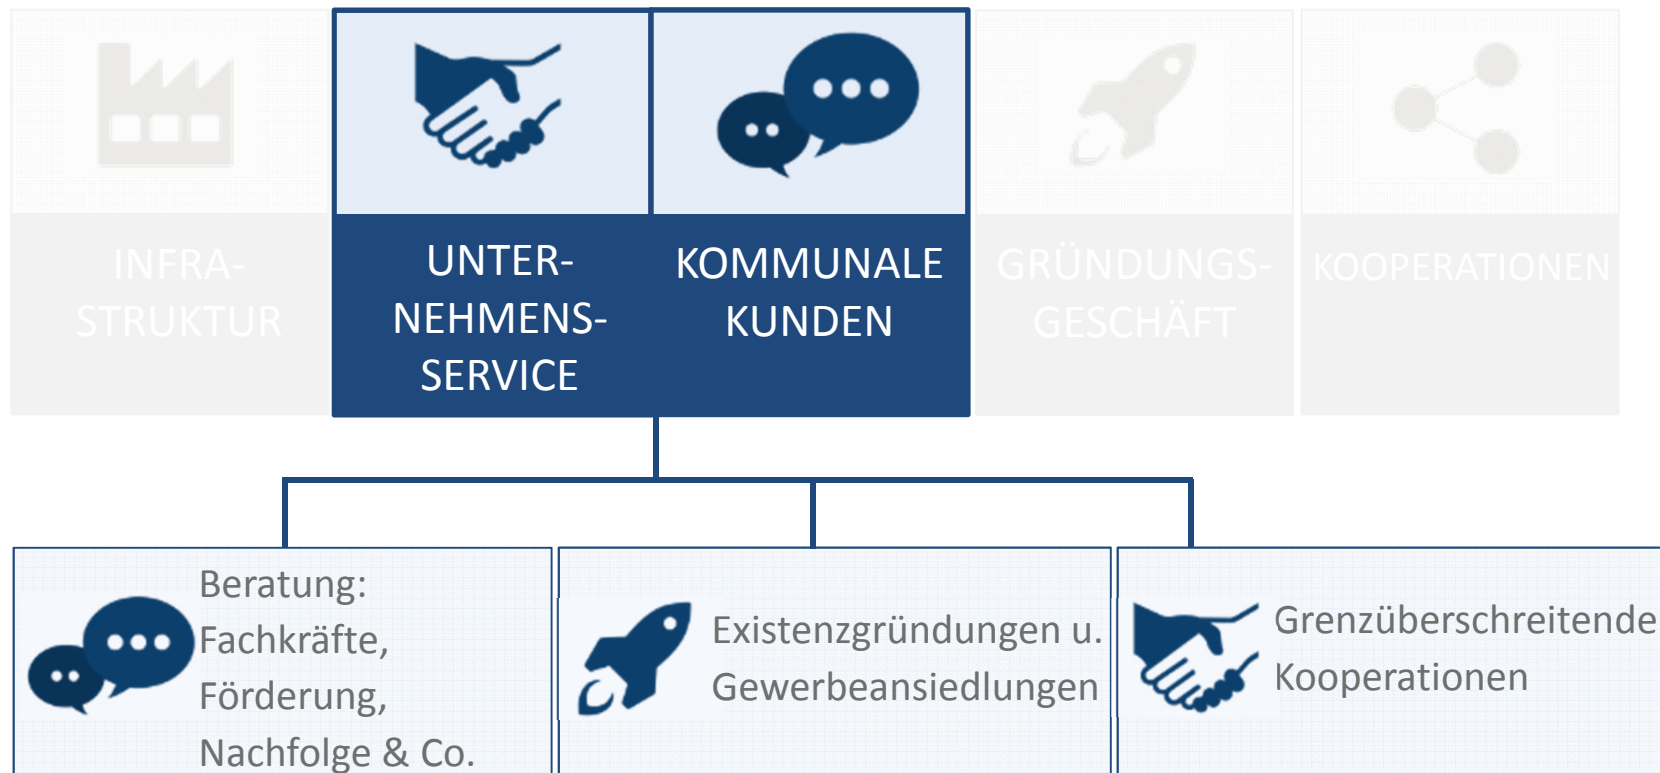 INFRA-
STRUKTUR
UNTER-
NEHMENS-
SERVICE
KOMMUNALE
KUNDEN
GRÜNDUNGS-
GESCHÄFT
KOOPERATIONEN
Beratung:
Fachkräfte,
Förderung,
Nachfolge & Co.
Existenzgründungen u.
Gewerbeansiedlungen
Grenzüberschreitende
Kooperationen